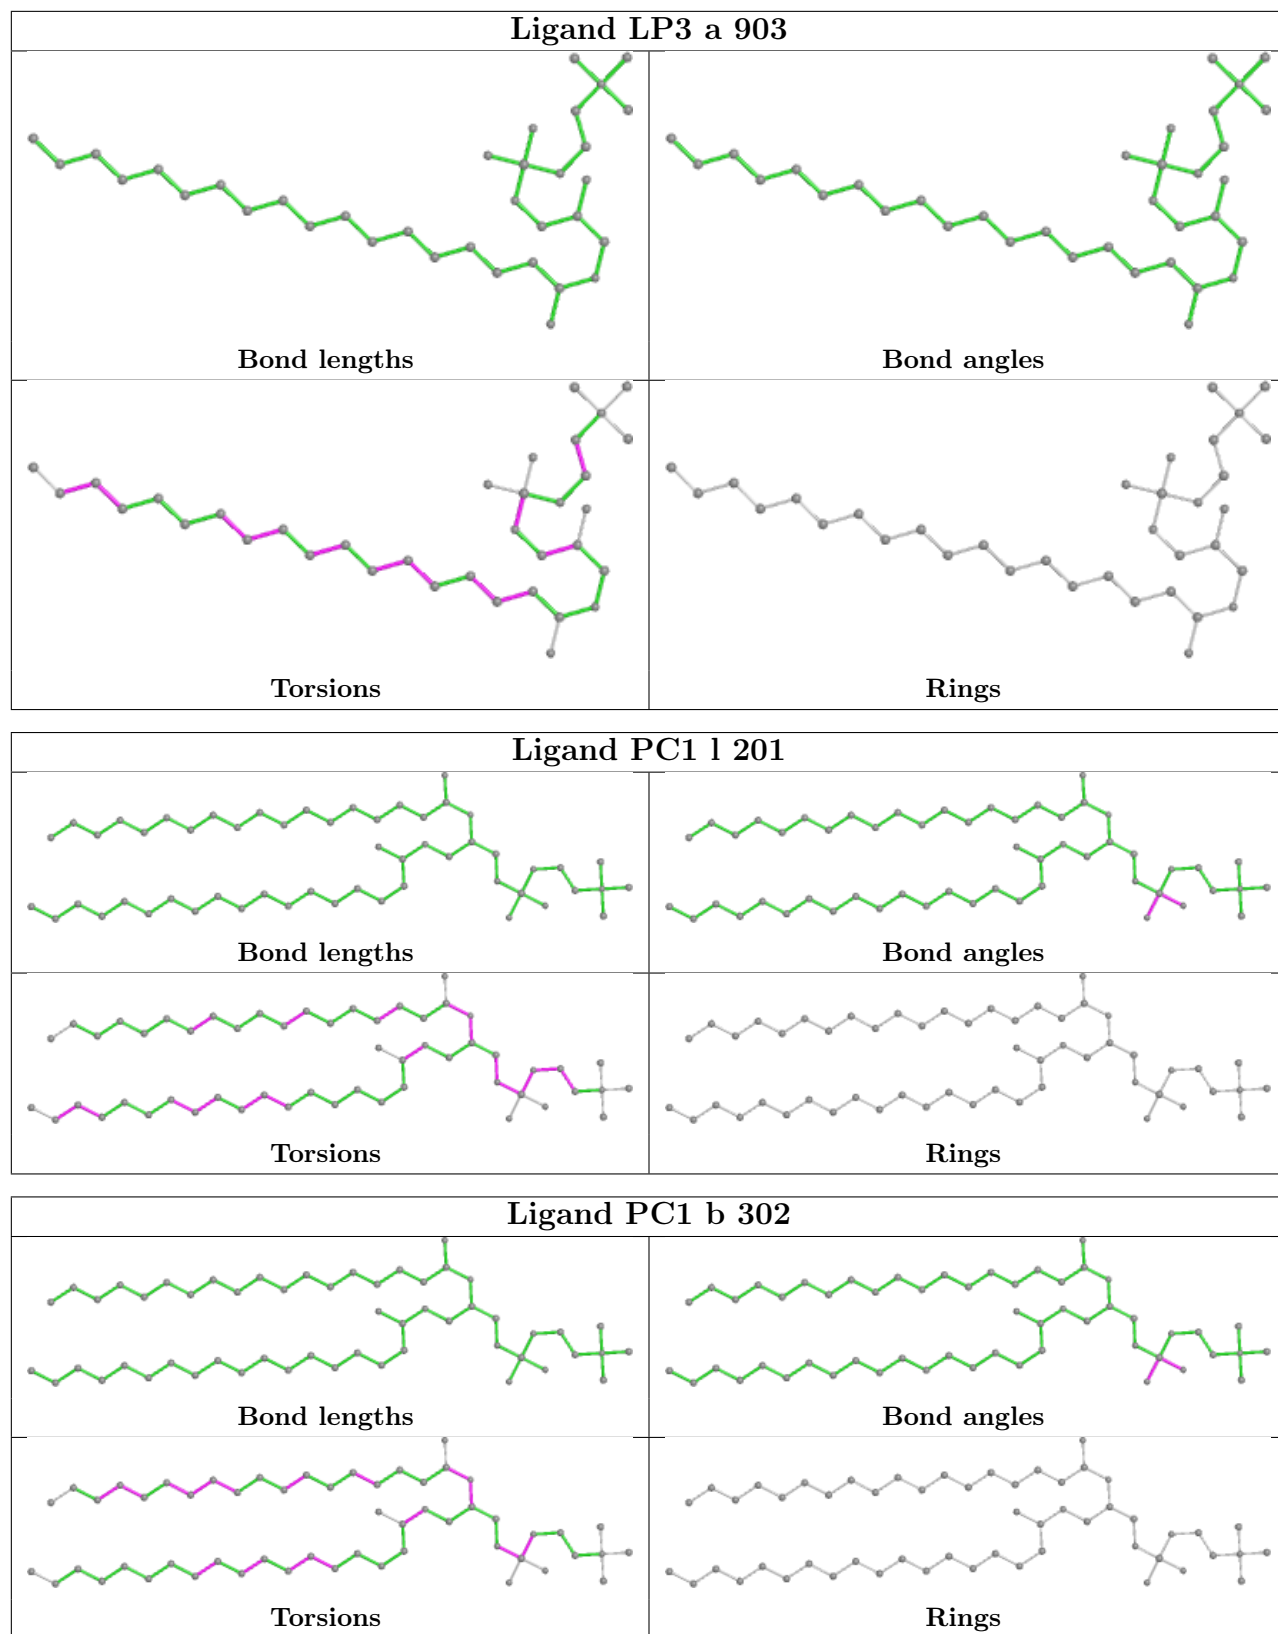 Ligand LP3 a 903
Bond lengths
Bond angles
Torsions
Rings
Ligand PC1 l 201
Bond lengths
Bond angles
Torsions
Rings
Ligand PC1 b 302
Bond lengths
Bond angles
Torsions
Rings